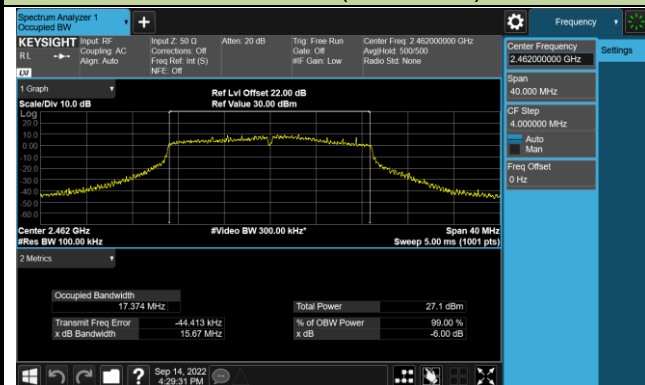 Spectrum Analyzer 1
Occupied BW
Frequency
KEYSIGHT
Input: RF
Coupling: AC
Align: Auto
Input Z: 50 Ω
Corrections: Off
Freq Ref: Int (S)
NFE: Off
Atten: 20 dB
Trig: Free Run
Gate: Off
#IF Gain: Low
Center Freq: 2.462000000 GHz
Avg|Hold: 500/500
Radio Std: None
RL
LXI
Center Frequency
2.462000000 GHz
Settings
Span
40.000 MHz
CF Step
4.000000 MHz
Auto
Man
Freq Offset
0 Hz
1 Graph
Scale/Div 10.0 dB
Ref Lvl Offset 22.00 dB
Ref Value 30.00 dBm
Log
20.0
10.0
0.00
-10.0
-20.0
-30.0
-40.0
-50.0
-60.0
Center 2.462 GHz
#Video BW 300.00 kHz*
Span 40 MHz
#Res BW 100.00 kHz
Sweep 5.00 ms (1001 pts)
2 Metrics
Occupied Bandwidth
17.374 MHz
Total Power 27.1 dBm
Transmit Freq Error -44.413 kHz
% of OBW Power 99.00 %
x dB Bandwidth 15.67 MHz
x dB -6.00 dB
Sep 14, 2022
4:29:31 PM